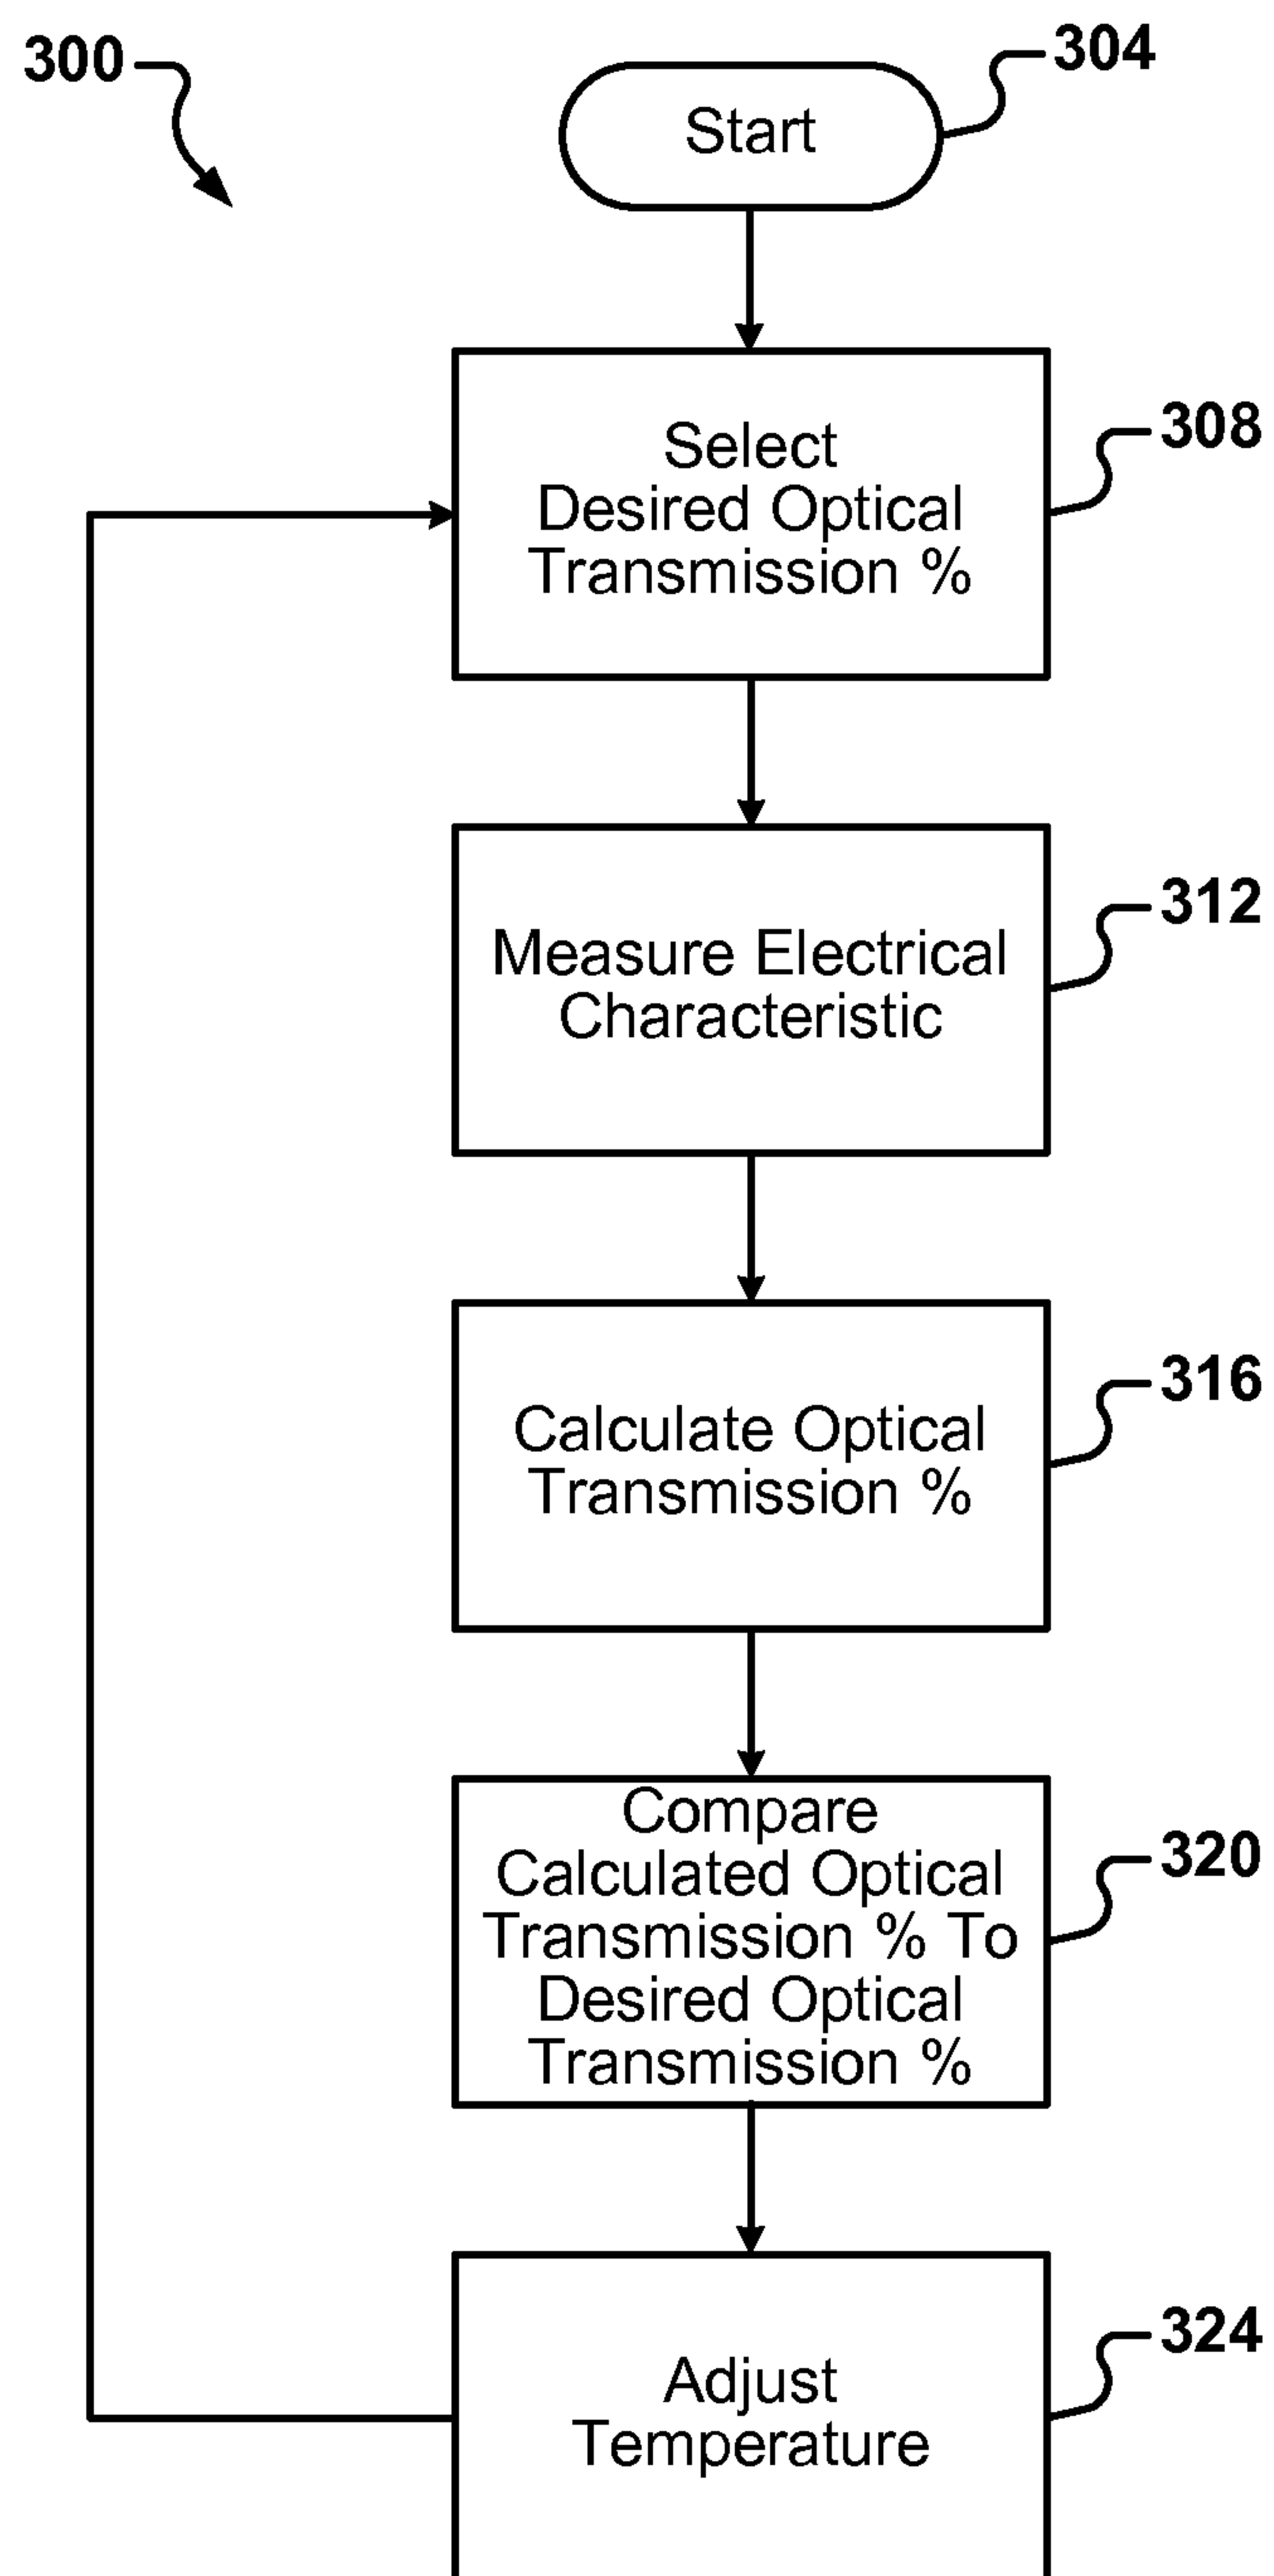 300
304
Start
308
Select
Desired Optical
Transmission %
312
Measure Electrical
Characteristic
316
Calculate Optical
Transmission %
320
Compare
Calculated Optical
Transmission % To
Desired Optical
Transmission %
324
Adjust
Temperature